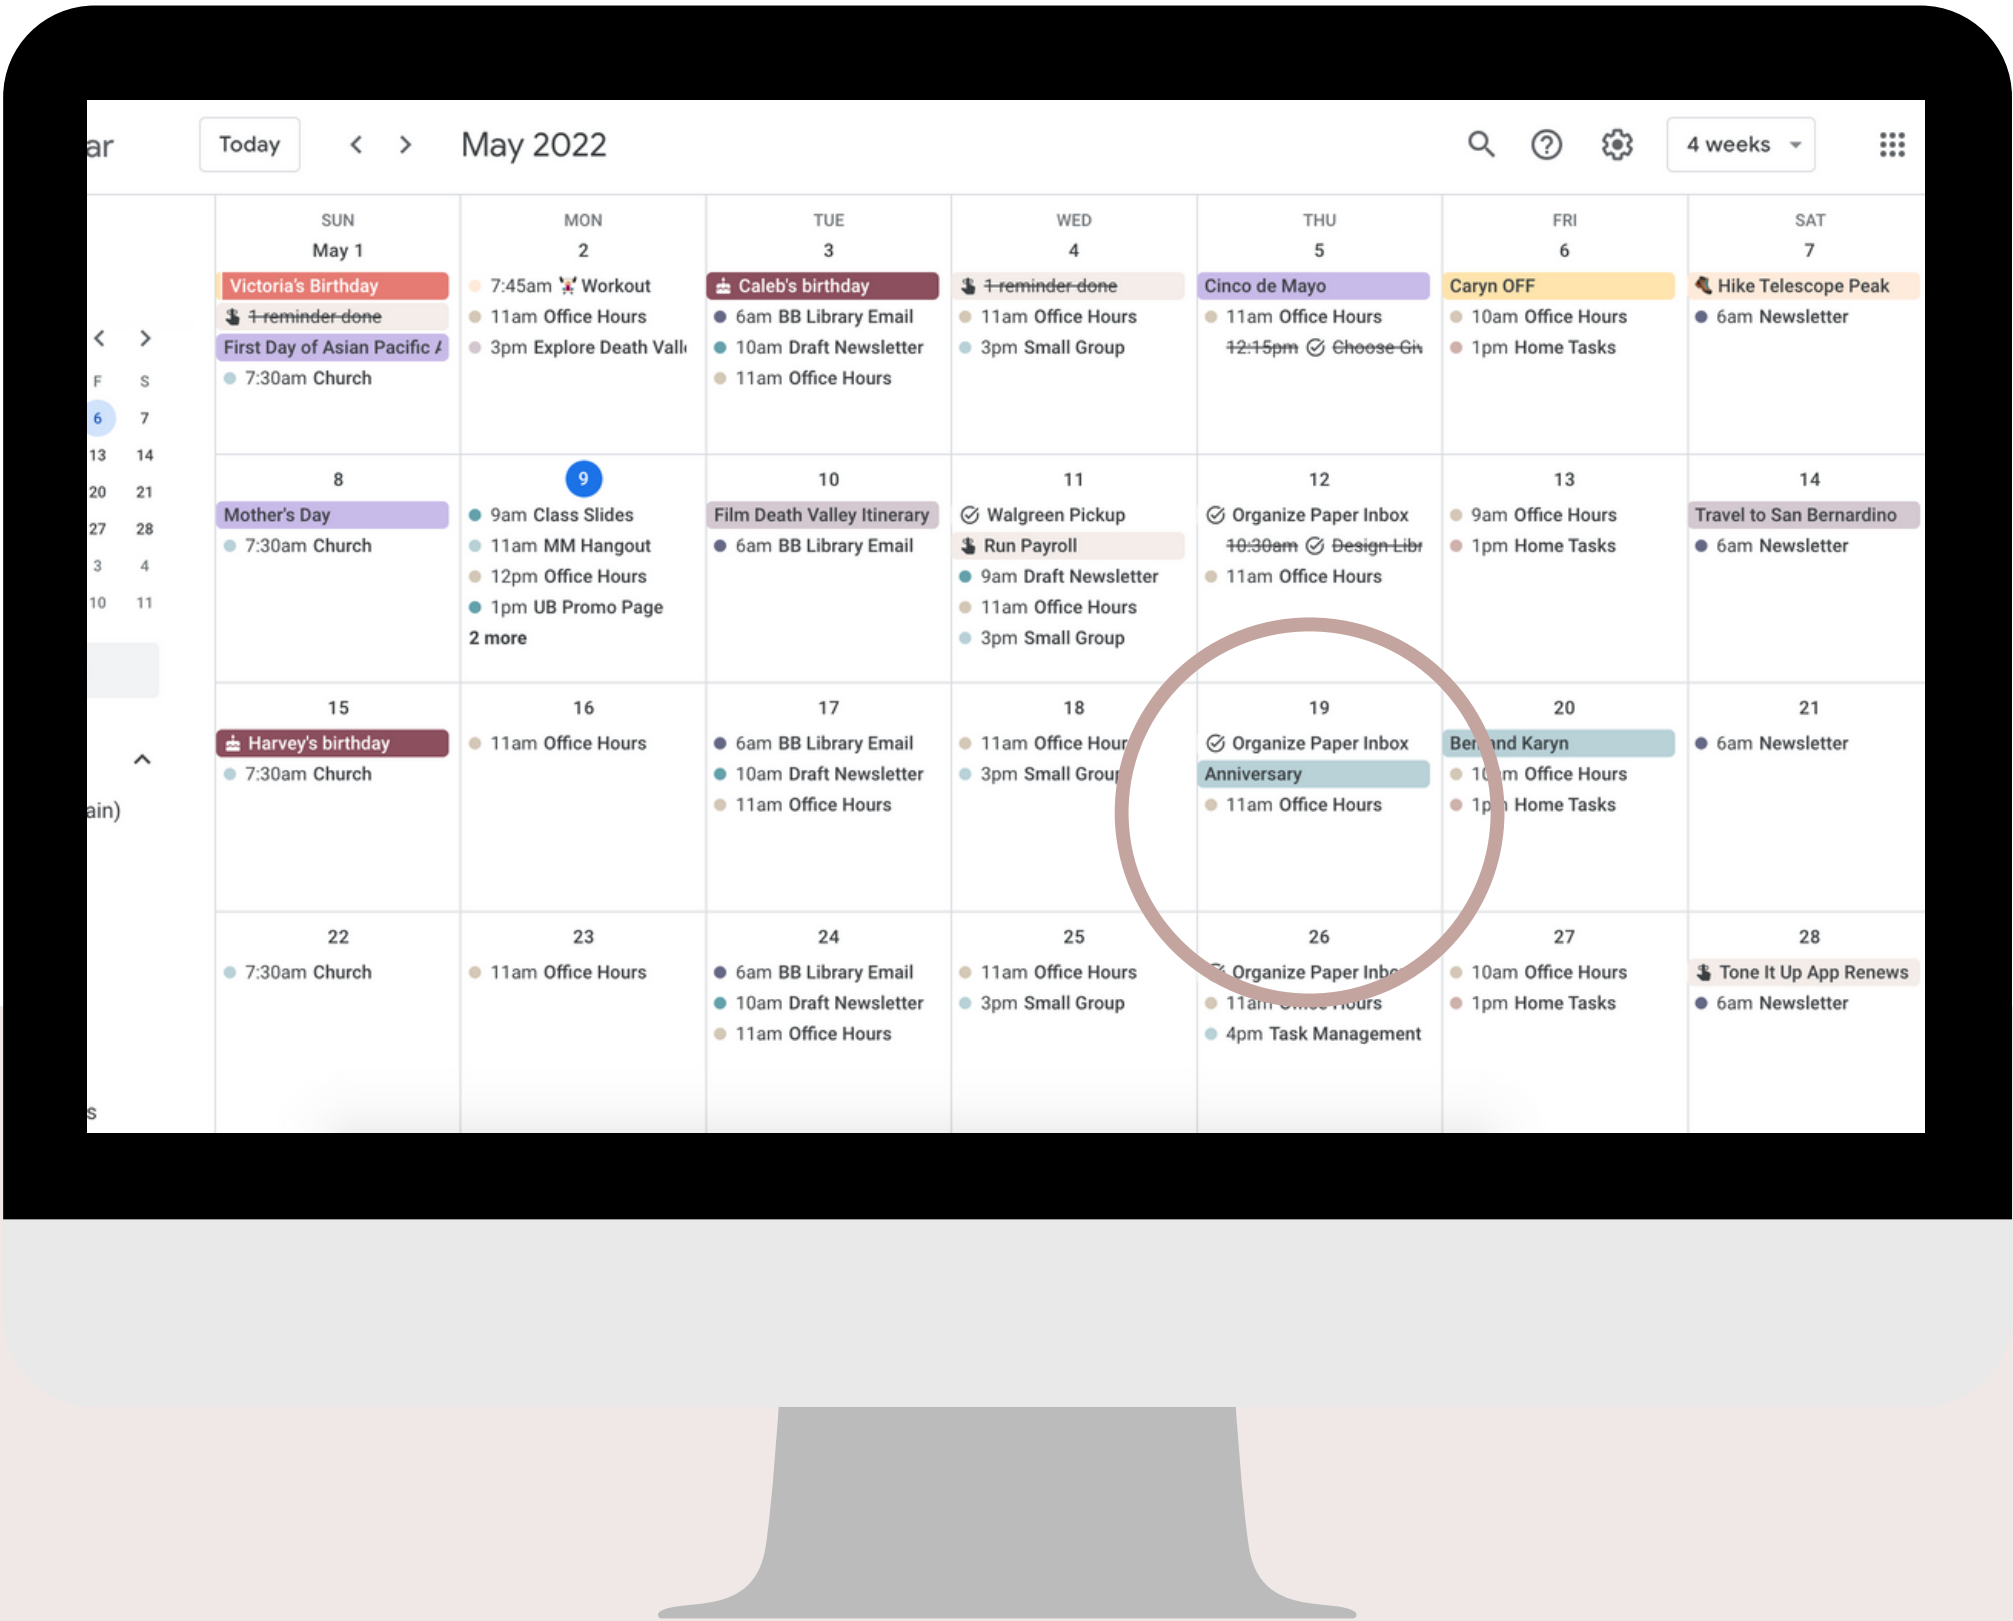 ar Today May 2022 4 weeks
SUN MON TUE WED THU FRI SAT
May 1 2 3 4 5 6 7
Victoria's Birthday
1 reminder done
First Day of Asian Pacific
7:30am Church
7:45am Workout
11am Office Hours
3pm Explore Death Vall
Caleb's birthday
6am BB Library Email
10am Draft Newsletter
11am Office Hours
1 reminder done
11am Office Hours
3pm Small Group
Cinco de Mayo
11am Office Hours
12:15pm Choose Giv
Caryn OFF
10am Office Hours
1pm Home Tasks
Hike Telescope Peak
6am Newsletter
F S
6 7
13 14
20 21
27 28
3 4
10 11
8 9 10 11 12 13 14
Mother's Day
7:30am Church
9am Class Slides
11am MM Hangout
12pm Office Hours
1pm UB Promo Page
2 more
Film Death Valley Itinerary
6am BB Library Email
Walgreen Pickup
Run Payroll
9am Draft Newsletter
11am Office Hours
3pm Small Group
Organize Paper Inbox
10:30am Design Libr
11am Office Hours
9am Office Hours
1pm Home Tasks
Travel to San Bernardino
6am Newsletter
15 16 17 18 19 20 21
Harvey's birthday
7:30am Church
11am Office Hours
6am BB Library Email
10am Draft Newsletter
11am Office Hours
11am Office Hour
3pm Small Group
Organize Paper Inbox
Anniversary
11am Office Hours
and Karyn
10am Office Hours
1pm Home Tasks
6am Newsletter
ain)
22 23 24 25 26 27 28
7:30am Church
11am Office Hours
6am BB Library Email
10am Draft Newsletter
11am Office Hours
11am Office Hours
3pm Small Group
Organize Paper Inbo
11am Office Hours
4pm Task Management
10am Office Hours
1pm Home Tasks
Tone It Up App Renews
6am Newsletter
s